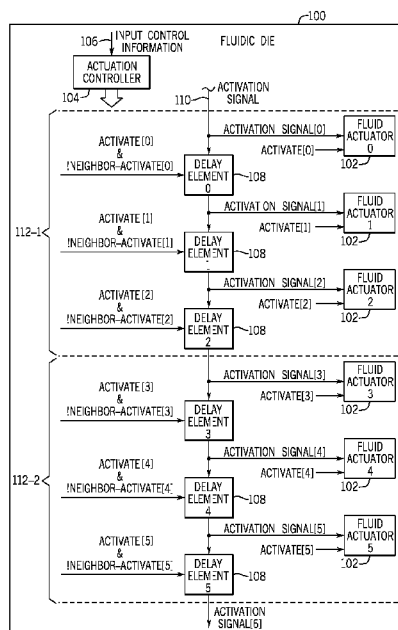 100
106
INPUT CONTROL
INFORMATION
FLUIDIC DIE
ACTUATION
CONTROLLER
104
110
ACTIVATION
SIGNAL
112-1
ACTIVATION SIGNAL[0]
ACTIVATE[0]
FLUID
ACTUATOR
0
102
ACTIVATE[0]
&
!NEIGHBOR-ACTIVATE[0]
DELAY
ELEMENT
0
108
ACTIVATION SIGNAL[1]
ACTIVATE[1]
FLUID
ACTUATOR
1
102
ACTIVATE[1]
&
!NEIGHBOR-ACTIVATE[1]
DELAY
ELEMENT
1
108
ACTIVATION SIGNAL[2]
ACTIVATE[2]
FLUID
ACTUATOR
2
102
ACTIVATE[2]
&
!NEIGHBOR-ACTIVATE[2]
DELAY
ELEMENT
2
108
112-2
ACTIVATION SIGNAL[3]
ACTIVATE[3]
FLUID
ACTUATOR
3
102
ACTIVATE[3]
&
!NEIGHBOR-ACTIVATE[3]
DELAY
ELEMENT
3
108
ACTIVATION SIGNAL[4]
ACTIVATE[4]
FLUID
ACTUATOR
4
102
ACTIVATE[4]
&
!NEIGHBOR-ACTIVATE[4]
DELAY
ELEMENT
4
108
ACTIVATION SIGNAL[5]
ACTIVATE[5]
FLUID
ACTUATOR
5
102
ACTIVATE[5]
&
!NEIGHBOR-ACTIVATE[5]
DELAY
ELEMENT
5
108
ACTIVATION
SIGNAL[6]